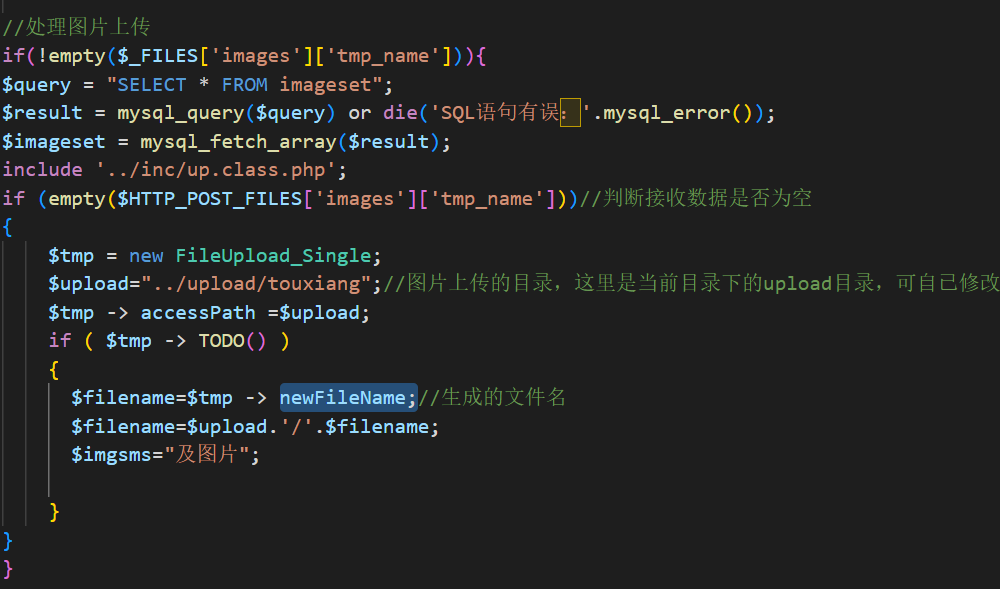 //处理图片上传
if(!empty($_FILES['images']['tmp_name'])){
$query = "SELECT * FROM imageset";
$result = mysql_query($query) or die('SQL语句有误：'.mysql_error());
$imageset = mysql_fetch_array($result);
include '../inc/up.class.php';
if (empty($HTTP_POST_FILES['images']['tmp_name']))//判断接收数据是否为空
{
    $tmp = new FileUpload_Single;
    $upload="../upload/touxiang";//图片上传的目录，这里是当前目录下的upload目录，可自已修改
    $tmp -> accessPath =$upload;
    if ( $tmp -> TODO() )
    {
      $filename=$tmp -> newFileName;//生成的文件名
      $filename=$upload.'/'.$filename;
      $imgsms="及图片";
    }
}
}